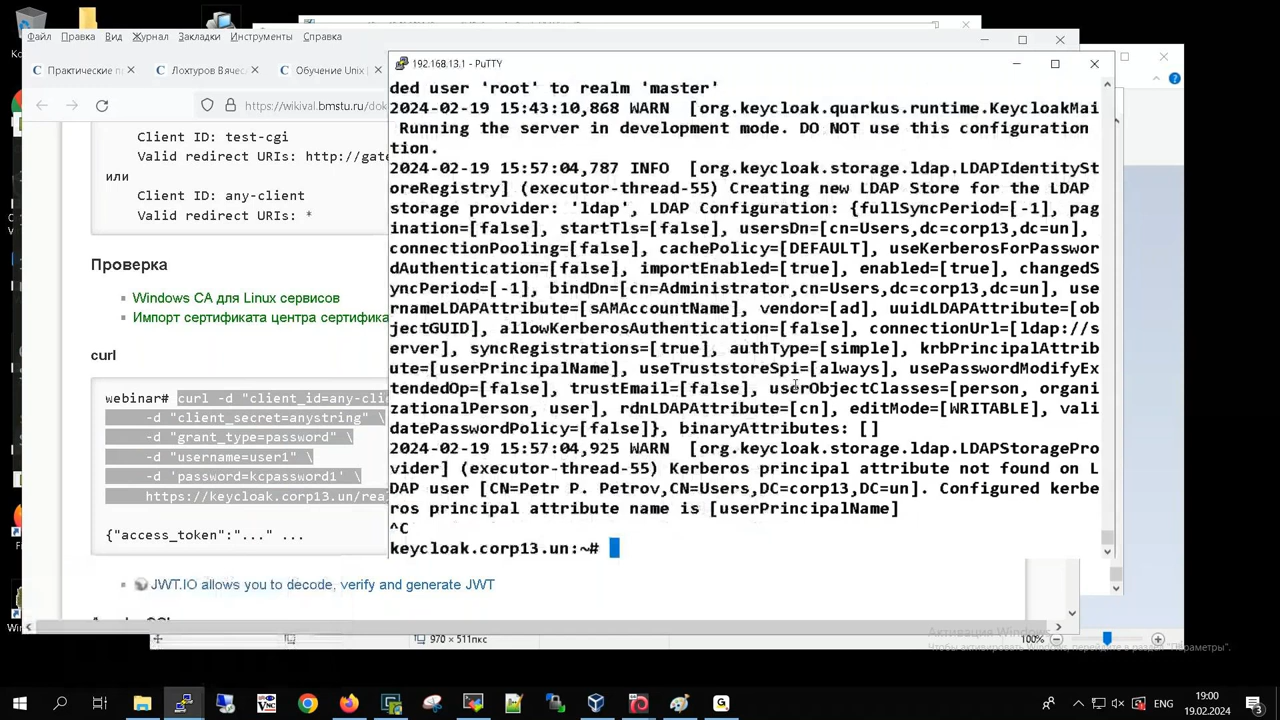 Файл Правка Вид Журнал Закладки Инструменты Справка
192.168.13.1 - PuTTY
Практические по
Лохтуров Вячес
Обучение Unix (
https://wikival.bmstu.ru/dok
Client ID: test-cgi
Valid redirect URIs: http://gate
или
Client ID: any-client
Valid redirect URIs: *
Проверка
Windows CA для Linux сервисов
Импорт сертификата центра сертифика
curl
webinar# curl -d "client_id=any-clie
-d "client_secret=anystring" \
-d "grant_type=password" \
-d "username=user1" \
-d 'password=kcpassword1' \
https://keycloak.corp13.un/real
{"access_token":"..." ...
JWT.IO allows you to decode, verify and generate JWT
ded user 'root' to realm 'master'
2024-02-19 15:43:10,868 WARN [org.keycloak.quarkus.runtime.KeycloakMai
Running the server in development mode. DO NOT use this configuration
tion.
2024-02-19 15:57:04,787 INFO [org.keycloak.storage.ldap.LDAPIdentitySt
oreRegistry] (executor-thread-55) Creating new LDAP Store for the LDAP
storage provider: 'ldap', LDAP Configuration: {fullSyncPeriod=[-1], pag
ination=[false], startTls=[false], usersDn=[cn=Users,dc=corp13,dc=un],
connectionPooling=[false], cachePolicy=[DEFAULT], useKerberosForPasswor
dAuthentication=[false], importEnabled=[true], enabled=[true], changedS
yncPeriod=[-1], bindDn=[cn=Administrator,cn=Users,dc=corp13,dc=un], use
rnameLDAPAttribute=[sAMAccountName], vendor=[ad], uuidLDAPAttribute=[ob
jectGUID], allowKerberosAuthentication=[false], connectionUrl=[ldap://s
erver], syncRegistrations=[true], authType=[simple], krbPrincipalAttrib
ute=[userPrincipalName], useTruststoreSpi=[always], usePasswordModifyEx
tendedOp=[false], trustEmail=[false], userObjectClasses=[person, organi
zationalPerson, user], rdnLDAPAttribute=[cn], editMode=[WRITABLE], vali
datePasswordPolicy=[false]}, binaryAttributes: []
2024-02-19 15:57:04,925 WARN [org.keycloak.storage.ldap.LDAPStoragePro
vider] (executor-thread-55) Kerberos principal attribute not found on L
DAP user [CN=Petr P. Petrov,CN=Users,DC=corp13,DC=un]. Configured kerbe
ros principal attribute name is [userPrincipalName]
^C
keycloak.corp13.un:~#
970 × 511пкс
100%
Активация Windows
Чтобы активировать Windows, перейдите в раздел "Параметры".
ENG
19:00
19.02.2024
3